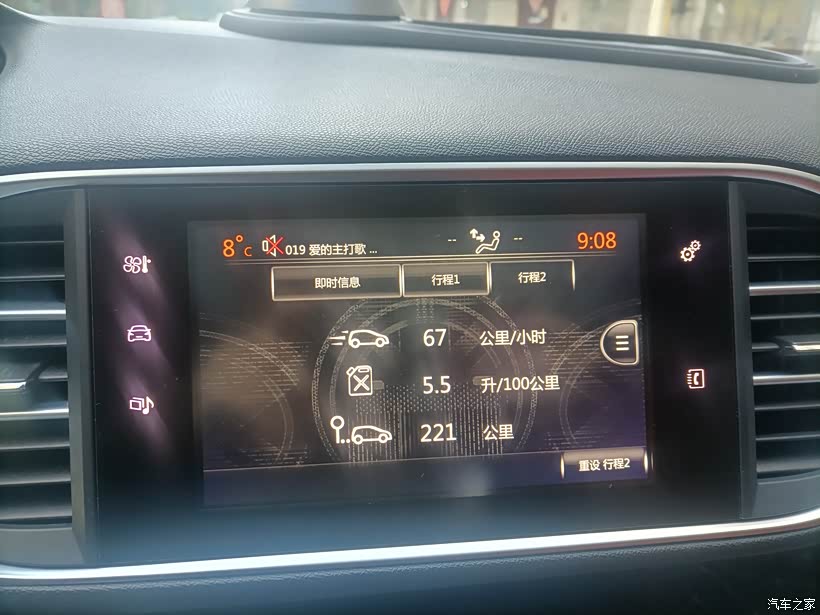 8°C 019 爱的主打歌 ... -- -- 9:08
即时信息 行程1 行程2
67 公里/小时
5.5 升/100公里
221 公里
重设 行程2
汽车之家